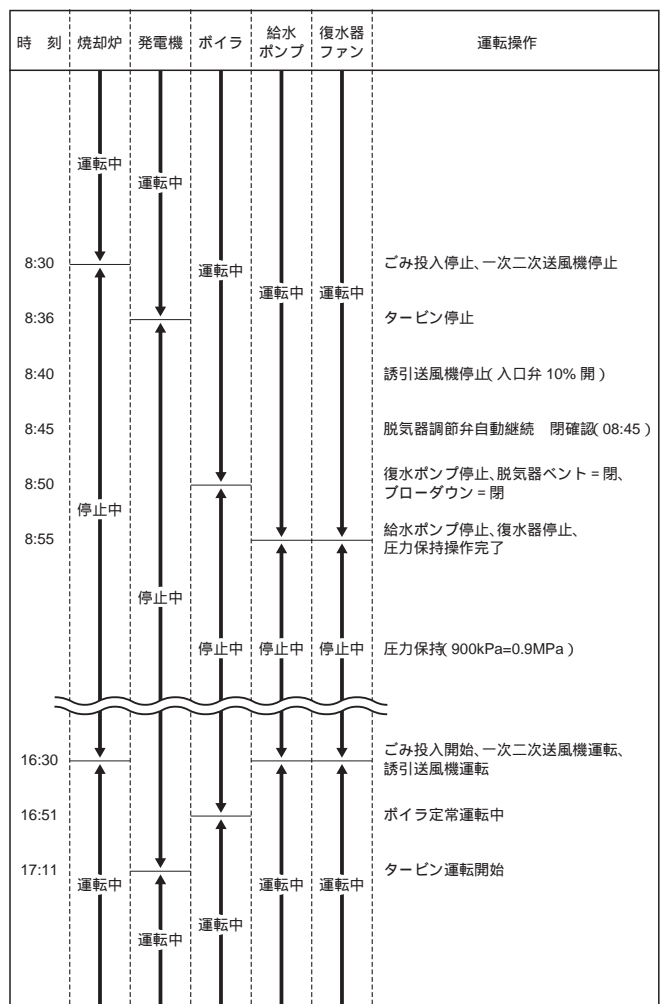 時 刻 焼却炉 発電機 ボイラ 給水ポンプ 復水器ファン 運転操作
運転中
運転中
8:30 ごみ投入停止、一次二次送風機停止
運転中
運転中 運転中
8:36 タービン停止
8:40 誘引送風機停止(入口弁 10% 開)
8:45 脱気器調節弁自動継続 閉確認(08:45)
8:50 復水ポンプ停止、脱気器ベント = 閉、
ブローダウン = 閉
停止中
8:55 給水ポンプ停止、復水器停止、
圧力保持操作完了
停止中
停止中 停止中 停止中 圧力保持(900kPa=0.9MPa)
16:30 ごみ投入開始、一次二次送風機運転、
誘引送風機運転
16:51 ボイラ定常運転中
17:11 タービン運転開始
運転中 運転中 運転中
運転中
運転中